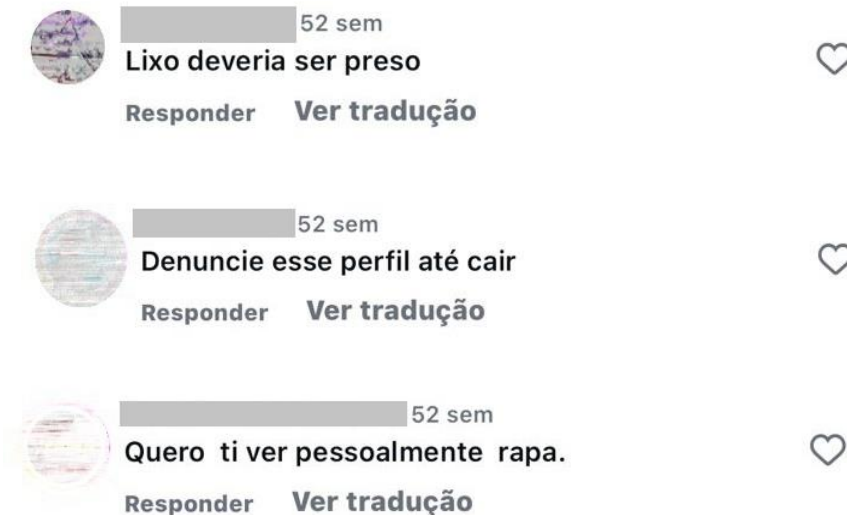 52 sem
Lixo deveria ser preso
Responder Ver tradução
52 sem
Denuncie esse perfil até cair
Responder Ver tradução
52 sem
Quero ti ver pessoalmente rapa.
Responder Ver tradução